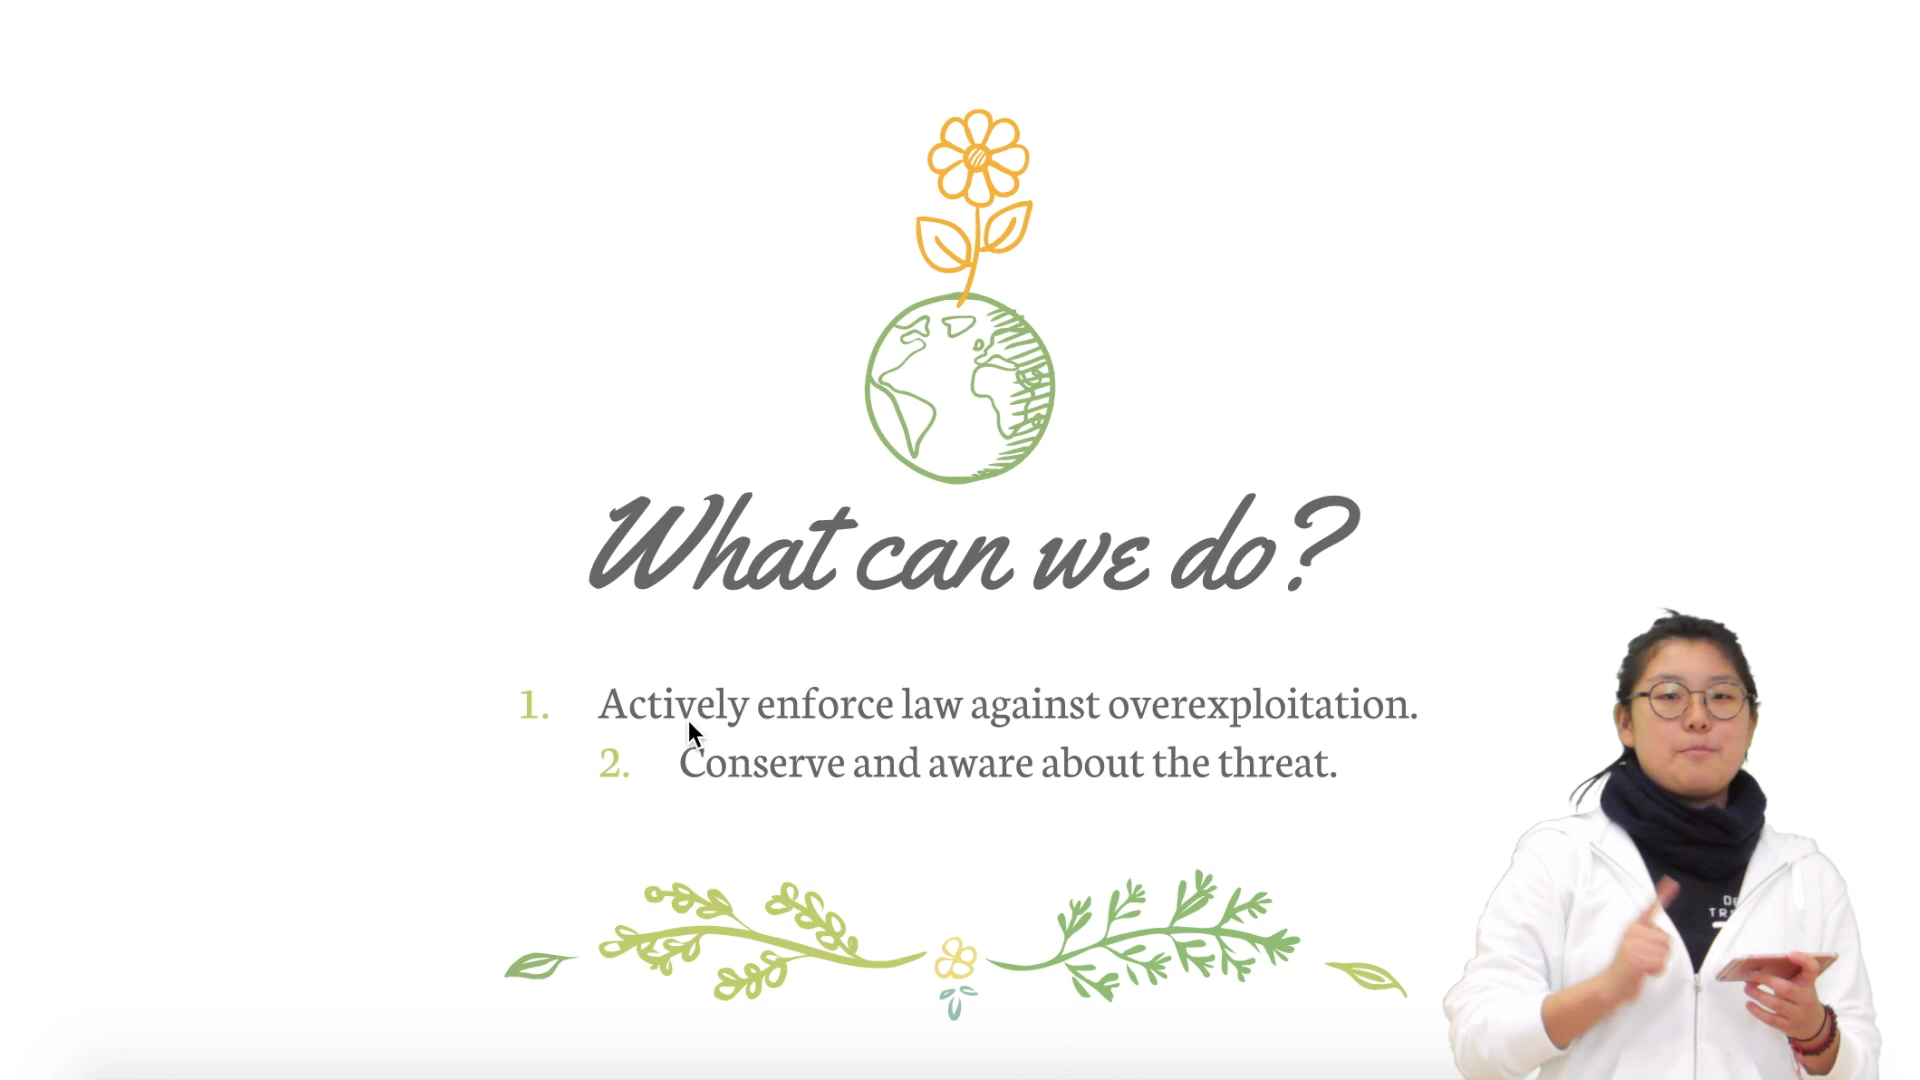 What can we do?
1. Actively enforce law against overexploitation.
2. Conserve and aware about the threat.